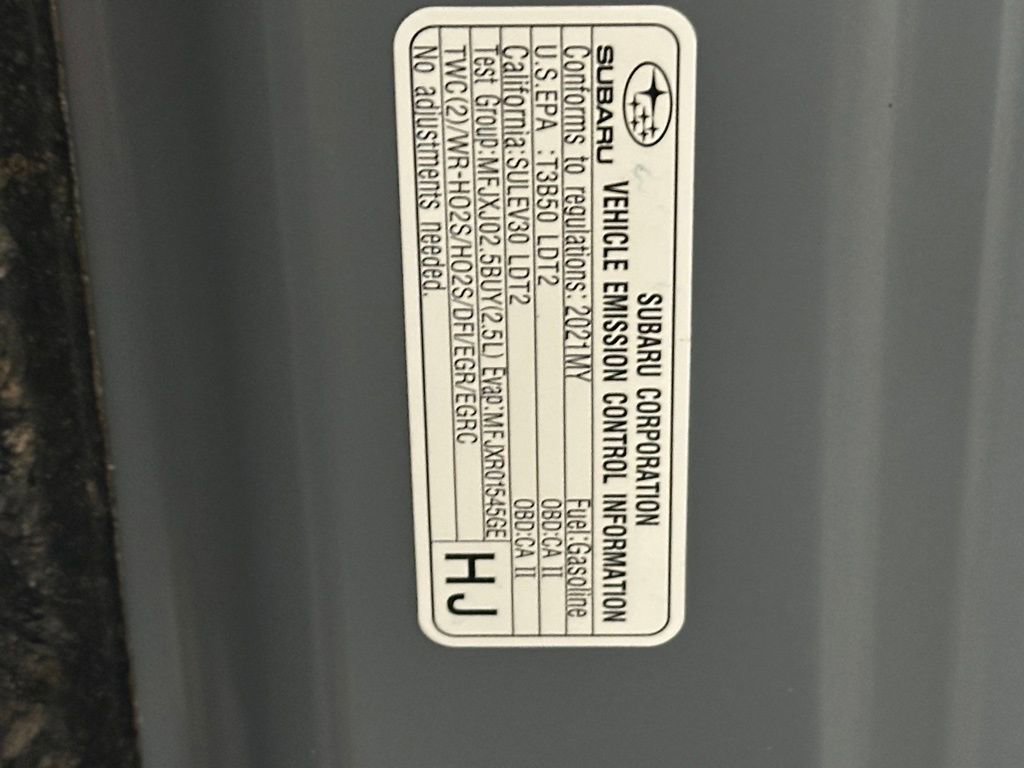 SUBARU CORPORATION
SUBARU VEHICLE EMISSION CONTROL INFORMATION
Conforms to regulations: 2021MY Fuel:Gasoline
U.S.EPA :T3B50 LDT2 OBD:CA II
California:SULEV30 LDT2 OBD:CA II
Test Group:MFJXJ02.5BUY(2.5L) Evap:MFJXR01545GE
TWC(2)/WR-HO2S/HO2S/DFI/EGR/EGRC
No adjustments needed.
HJ